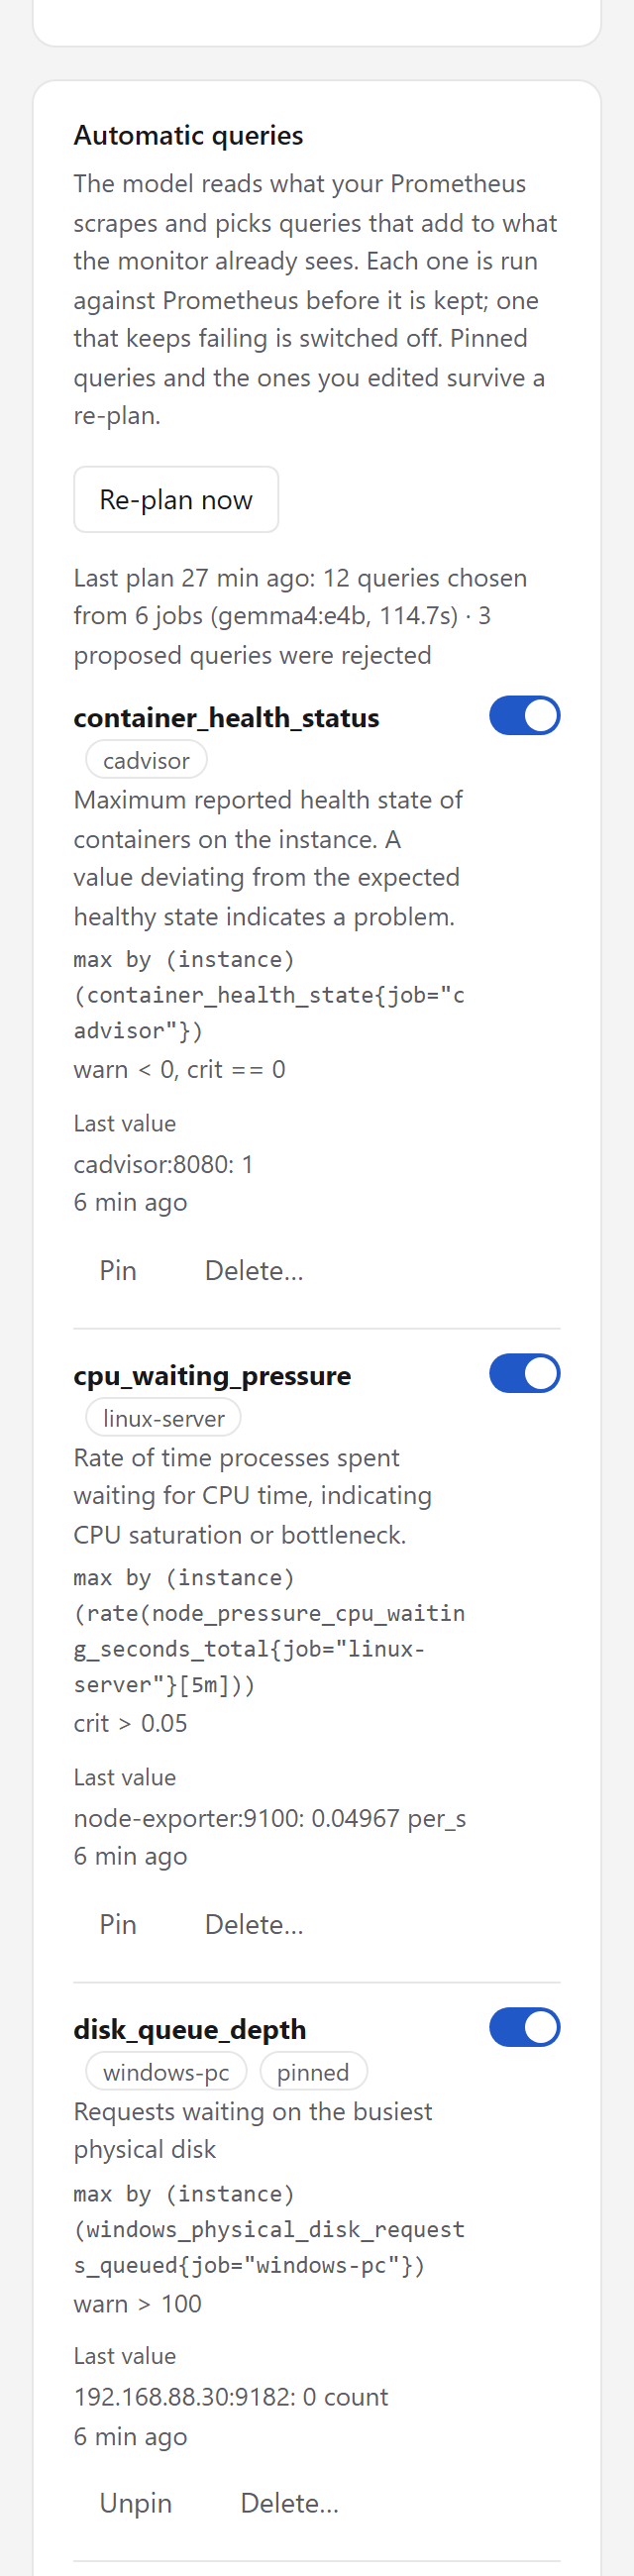 Automatic queries
The model reads what your Prometheus
scrapes and picks queries that add to what
the monitor already sees. Each one is run
against Prometheus before it is kept; one
that keeps failing is switched off. Pinned
queries and the ones you edited survive a
re-plan.
Re-plan now
Last plan 27 min ago: 12 queries chosen
from 6 jobs (gemma4:e4b, 114.7s) · 3
proposed queries were rejected
container_health_status
cadvisor
Maximum reported health state of
containers on the instance. A
value deviating from the expected
healthy state indicates a problem.
max by (instance)
(container_health_state{job="c
advisor"})
warn < 0, crit == 0
Last value
cadvisor:8080: 1
6 min ago
Pin Delete...
cpu_waiting_pressure
linux-server
Rate of time processes spent
waiting for CPU time, indicating
CPU saturation or bottleneck.
max by (instance)
(rate(node_pressure_cpu_waitin
g_seconds_total{job="linux-
server"}[5m]))
crit > 0.05
Last value
node-exporter:9100: 0.04967 per_s
6 min ago
Pin Delete...
disk_queue_depth
windows-pc pinned
Requests waiting on the busiest
physical disk
max by (instance)
(windows_physical_disk_request
s_queued{job="windows-pc"})
warn > 100
Last value
192.168.88.30:9182: 0 count
6 min ago
Unpin Delete...